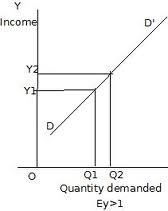 Y
Income
D'
Y2
Y1
D
O
Q1 Q2
Quantity demanded
Ey>1